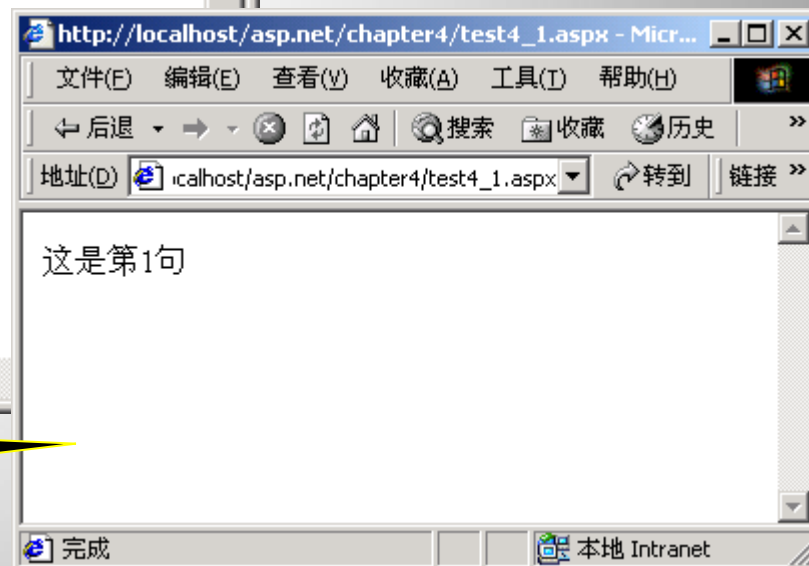 http://localhost/asp.net/chapter4/test4_1.aspx - Micr...
文件(F) 编辑(E) 查看(V) 收藏(A) 工具(T) 帮助(H)
后退 搜索 收藏 历史 »
地址(D) calhost/asp.net/chapter4/test4_1.aspx 转到 链接 »
这是第1句
完成 本地 Intranet